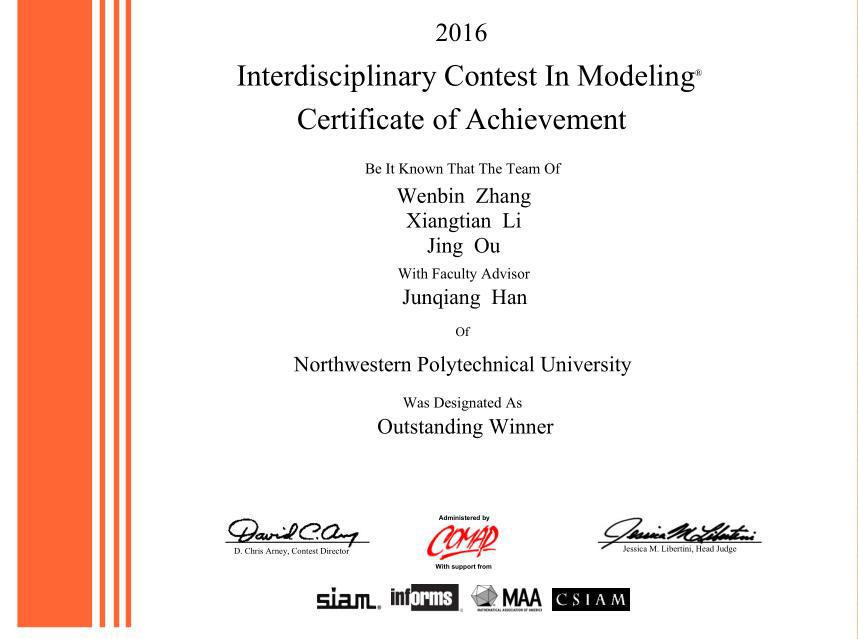 2016
Interdisciplinary Contest In Modeling®
Certificate of Achievement
Be It Known That The Team Of
Wenbin Zhang
Xiangtian Li
Jing Ou
With Faculty Advisor
Junqiang Han
Of
Northwestern Polytechnical University
Was Designated As
Outstanding Winner
David C. Arney
D. Chris Arney, Contest Director
Administered by
COMAP
With support from
Jessica M Libertini
Jessica M. Libertini, Head Judge
siam.
informs
MAA
MATHEMATICAL ASSOCIATION OF AMERICA
CSIAM